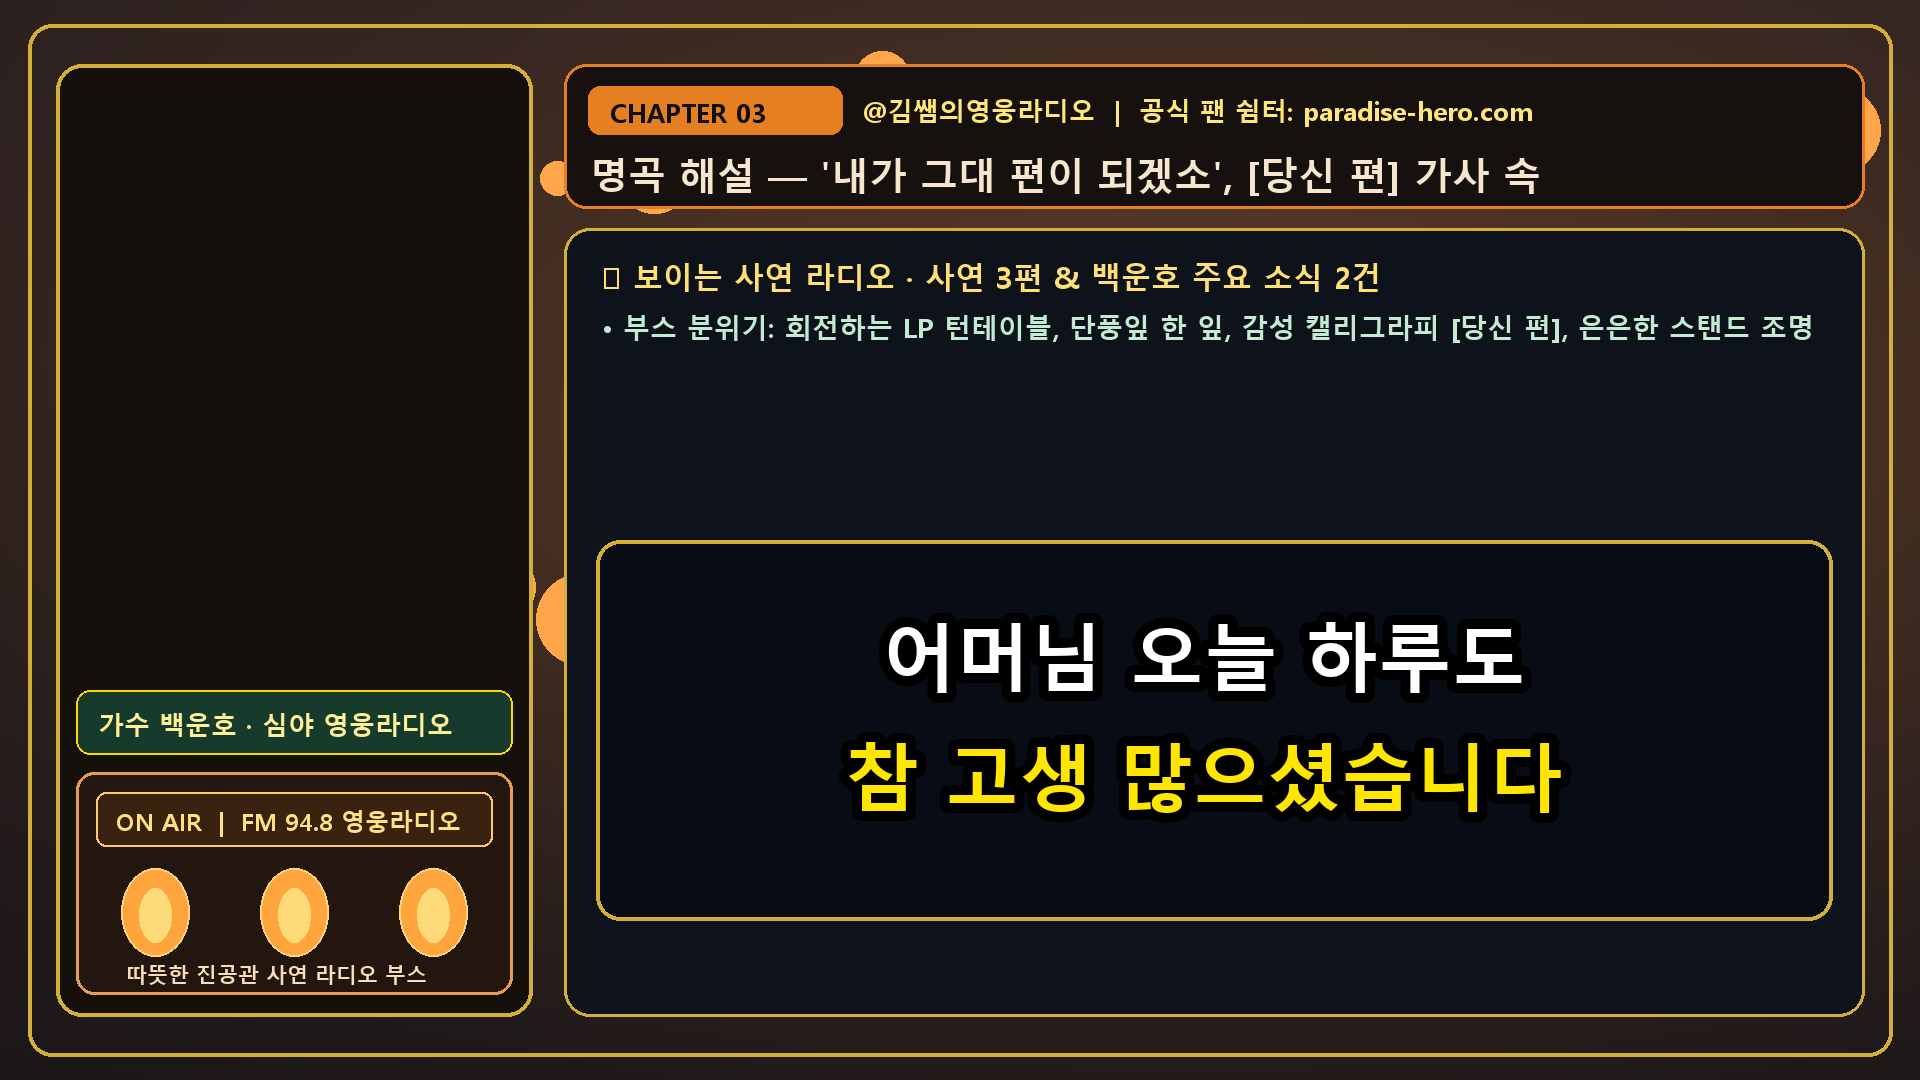 CHAPTER 03
@김쌤의영웅라디오 | 공식 팬 쉼터: paradise-hero.com
명곡 해설 — '내가 그대 편이 되겠소', [당신 편] 가사 속
보이는 사연 라디오 · 사연 3편 & 백운호 주요 소식 2건
• 부스 분위기: 회전하는 LP 턴테이블, 단풍잎 한 잎, 감성 캘리그라피 [당신 편], 은은한 스탠드 조명
어머님 오늘 하루도
참 고생 많으셨습니다
가수 백운호 · 심야 영웅라디오
ON AIR | FM 94.8 영웅라디오
따뜻한 진공관 사연 라디오 부스